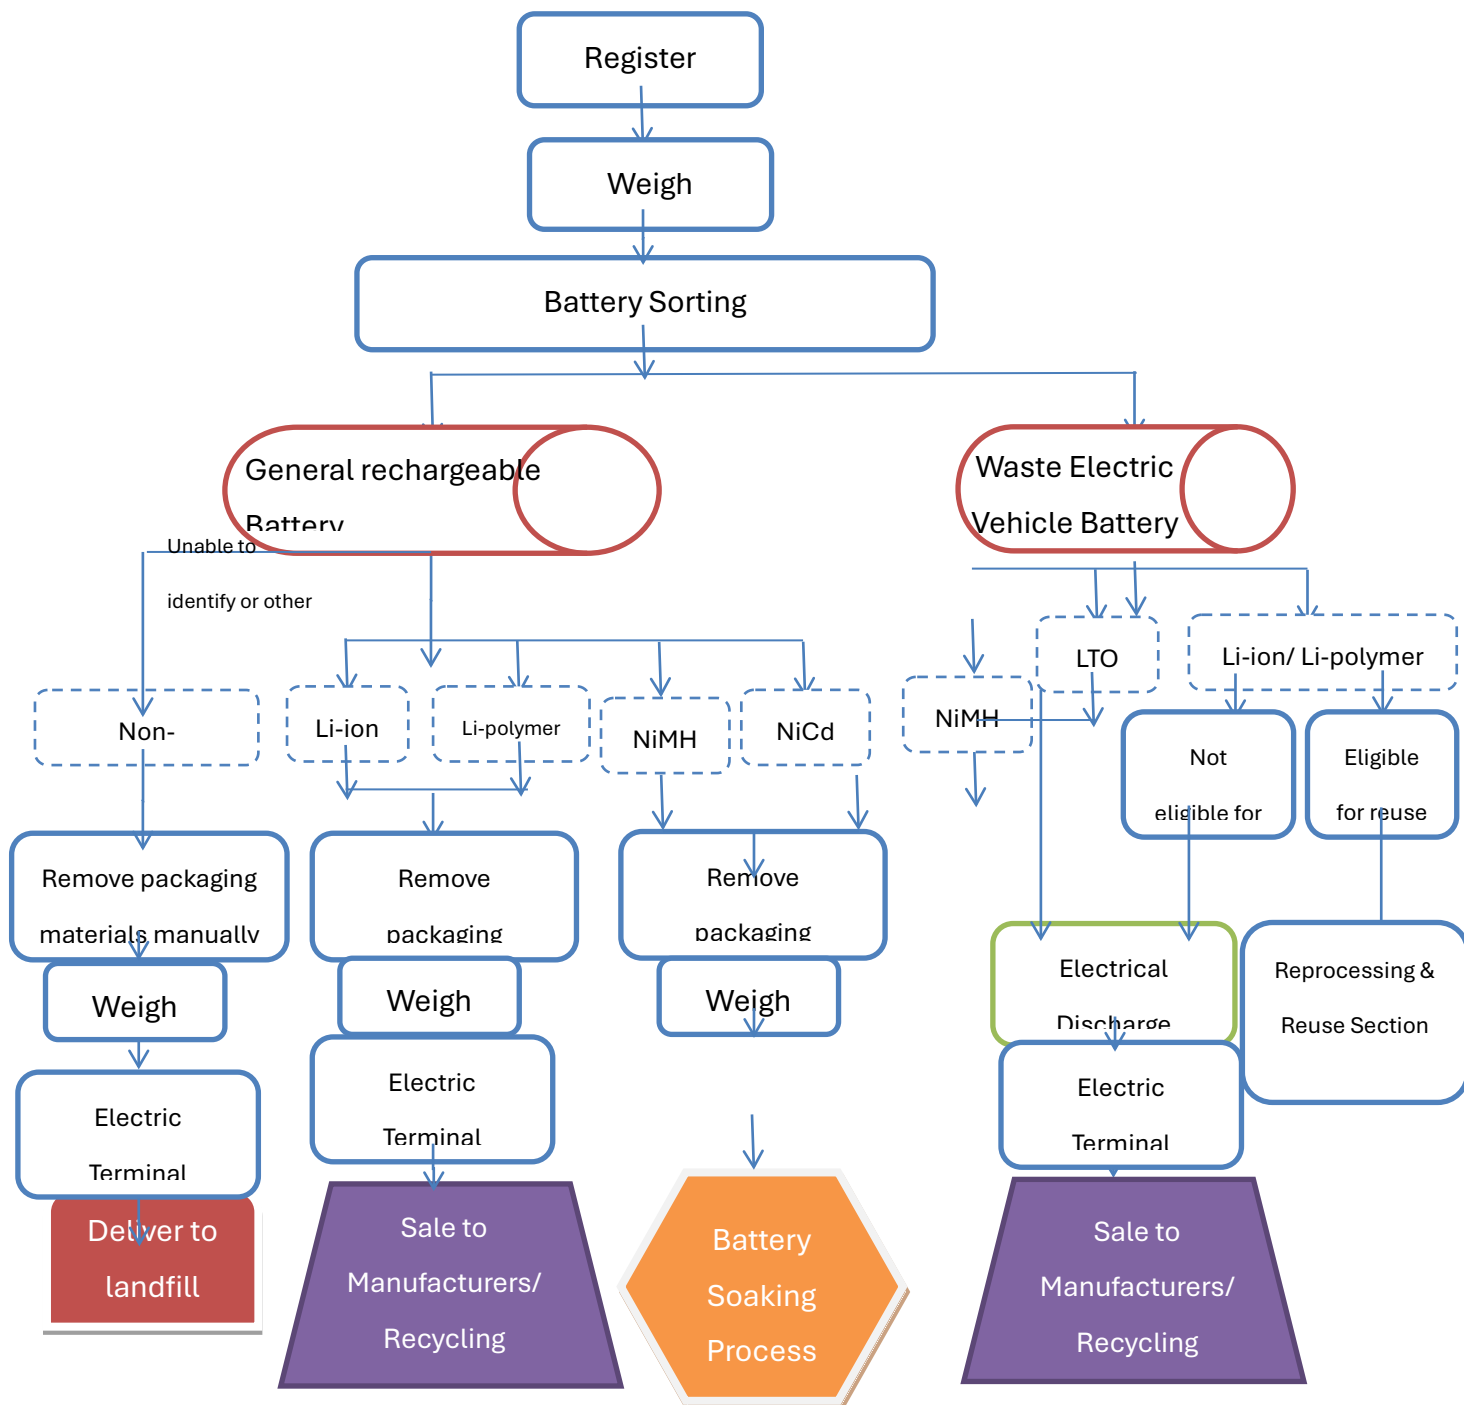 Register
Weigh
Battery Sorting
General rechargeable
Battery
Waste Electric
Vehicle Battery
Unable to
identify or other
Non-
Li-ion
Li-polymer
NiMH
NiCd
NiMH
LTO
Li-ion/ Li-polymer
Not
eligible for
Eligible
for reuse
Remove packaging
materials manually
Remove
packaging
Remove
packaging
Weigh
Weigh
Weigh
Electrical
Discharge
Reprocessing &
Reuse Section
Electric
Terminal
Electric
Terminal
Electric
Terminal
Deliver to
landfill
Sale to
Manufacturers/
Recycling
Battery
Soaking
Process
Sale to
Manufacturers/
Recycling